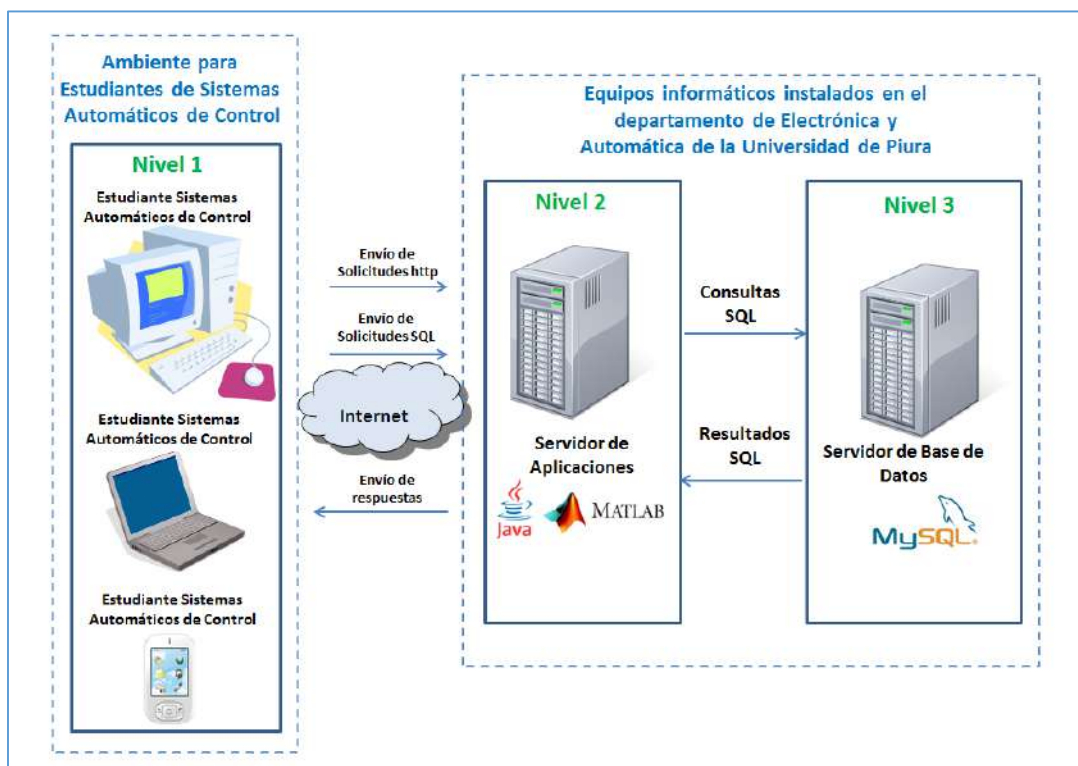 Ambiente para
Estudiantes de Sistemas
Automáticos de Control
Nivel 1
Estudiante Sistemas
Automáticos de Control
Estudiante Sistemas
Automáticos de Control
Estudiante Sistemas
Automáticos de Control
Envío de
Solicitudes http
Envío de
Solicitudes SQL
Internet
Envío de
respuestas
Equipos informáticos instalados en el
departamento de Electrónica y
Automática de la Universidad de Piura
Nivel 2
Servidor de
Aplicaciones
Java
MATLAB
Consultas
SQL
Resultados
SQL
Nivel 3
Servidor de Base de
Datos
MySQL®